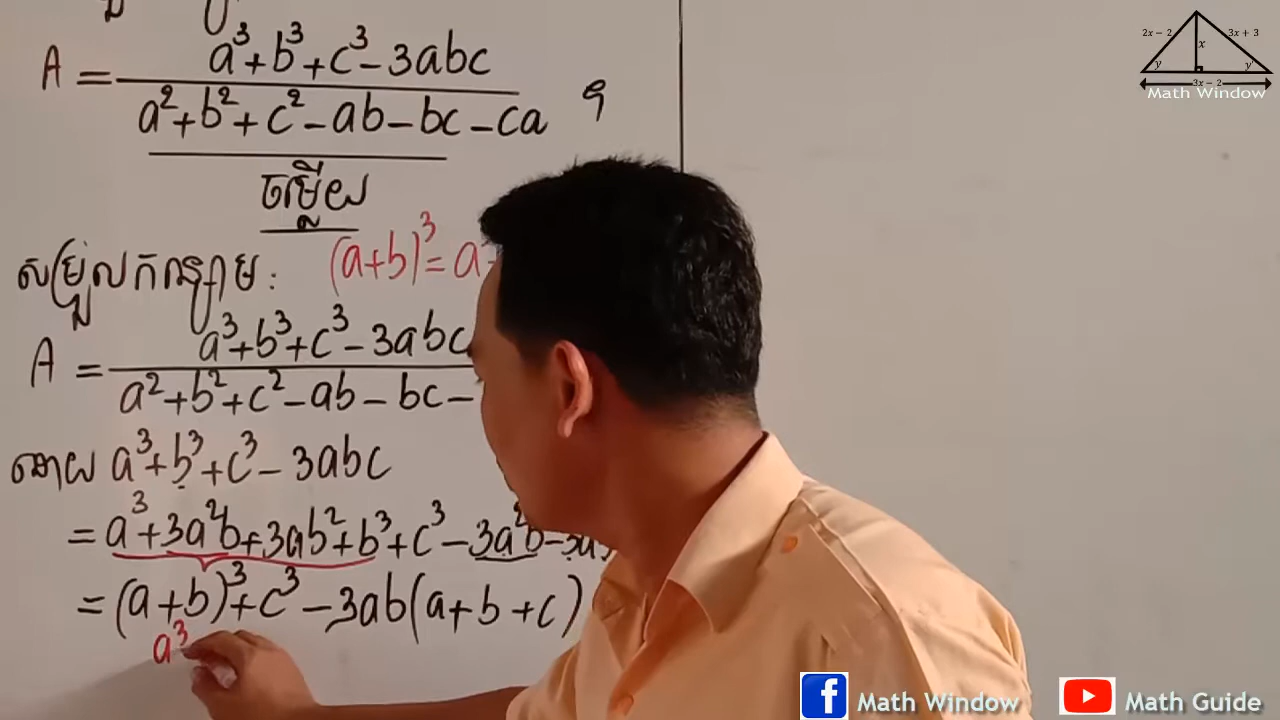 A = a³+b³+c³-3abc / a²+b²+c²-ab-bc-ca ។
ចម្លើយ
សម្រួលកន្សោម:
(a+b)³=a
A = a³+b³+c³-3abc / a²+b²+c²-ab-bc-
ដោយ a³+b³+c³-3abc
= a³+3a²b+3ab²+b³+c³-3a²b-3a
= (a+b)³+c³-3ab(a+b+c)
a³
2x-2
3x+3
x
y
y
3x-2
Math Window
Math Window
Math Guide